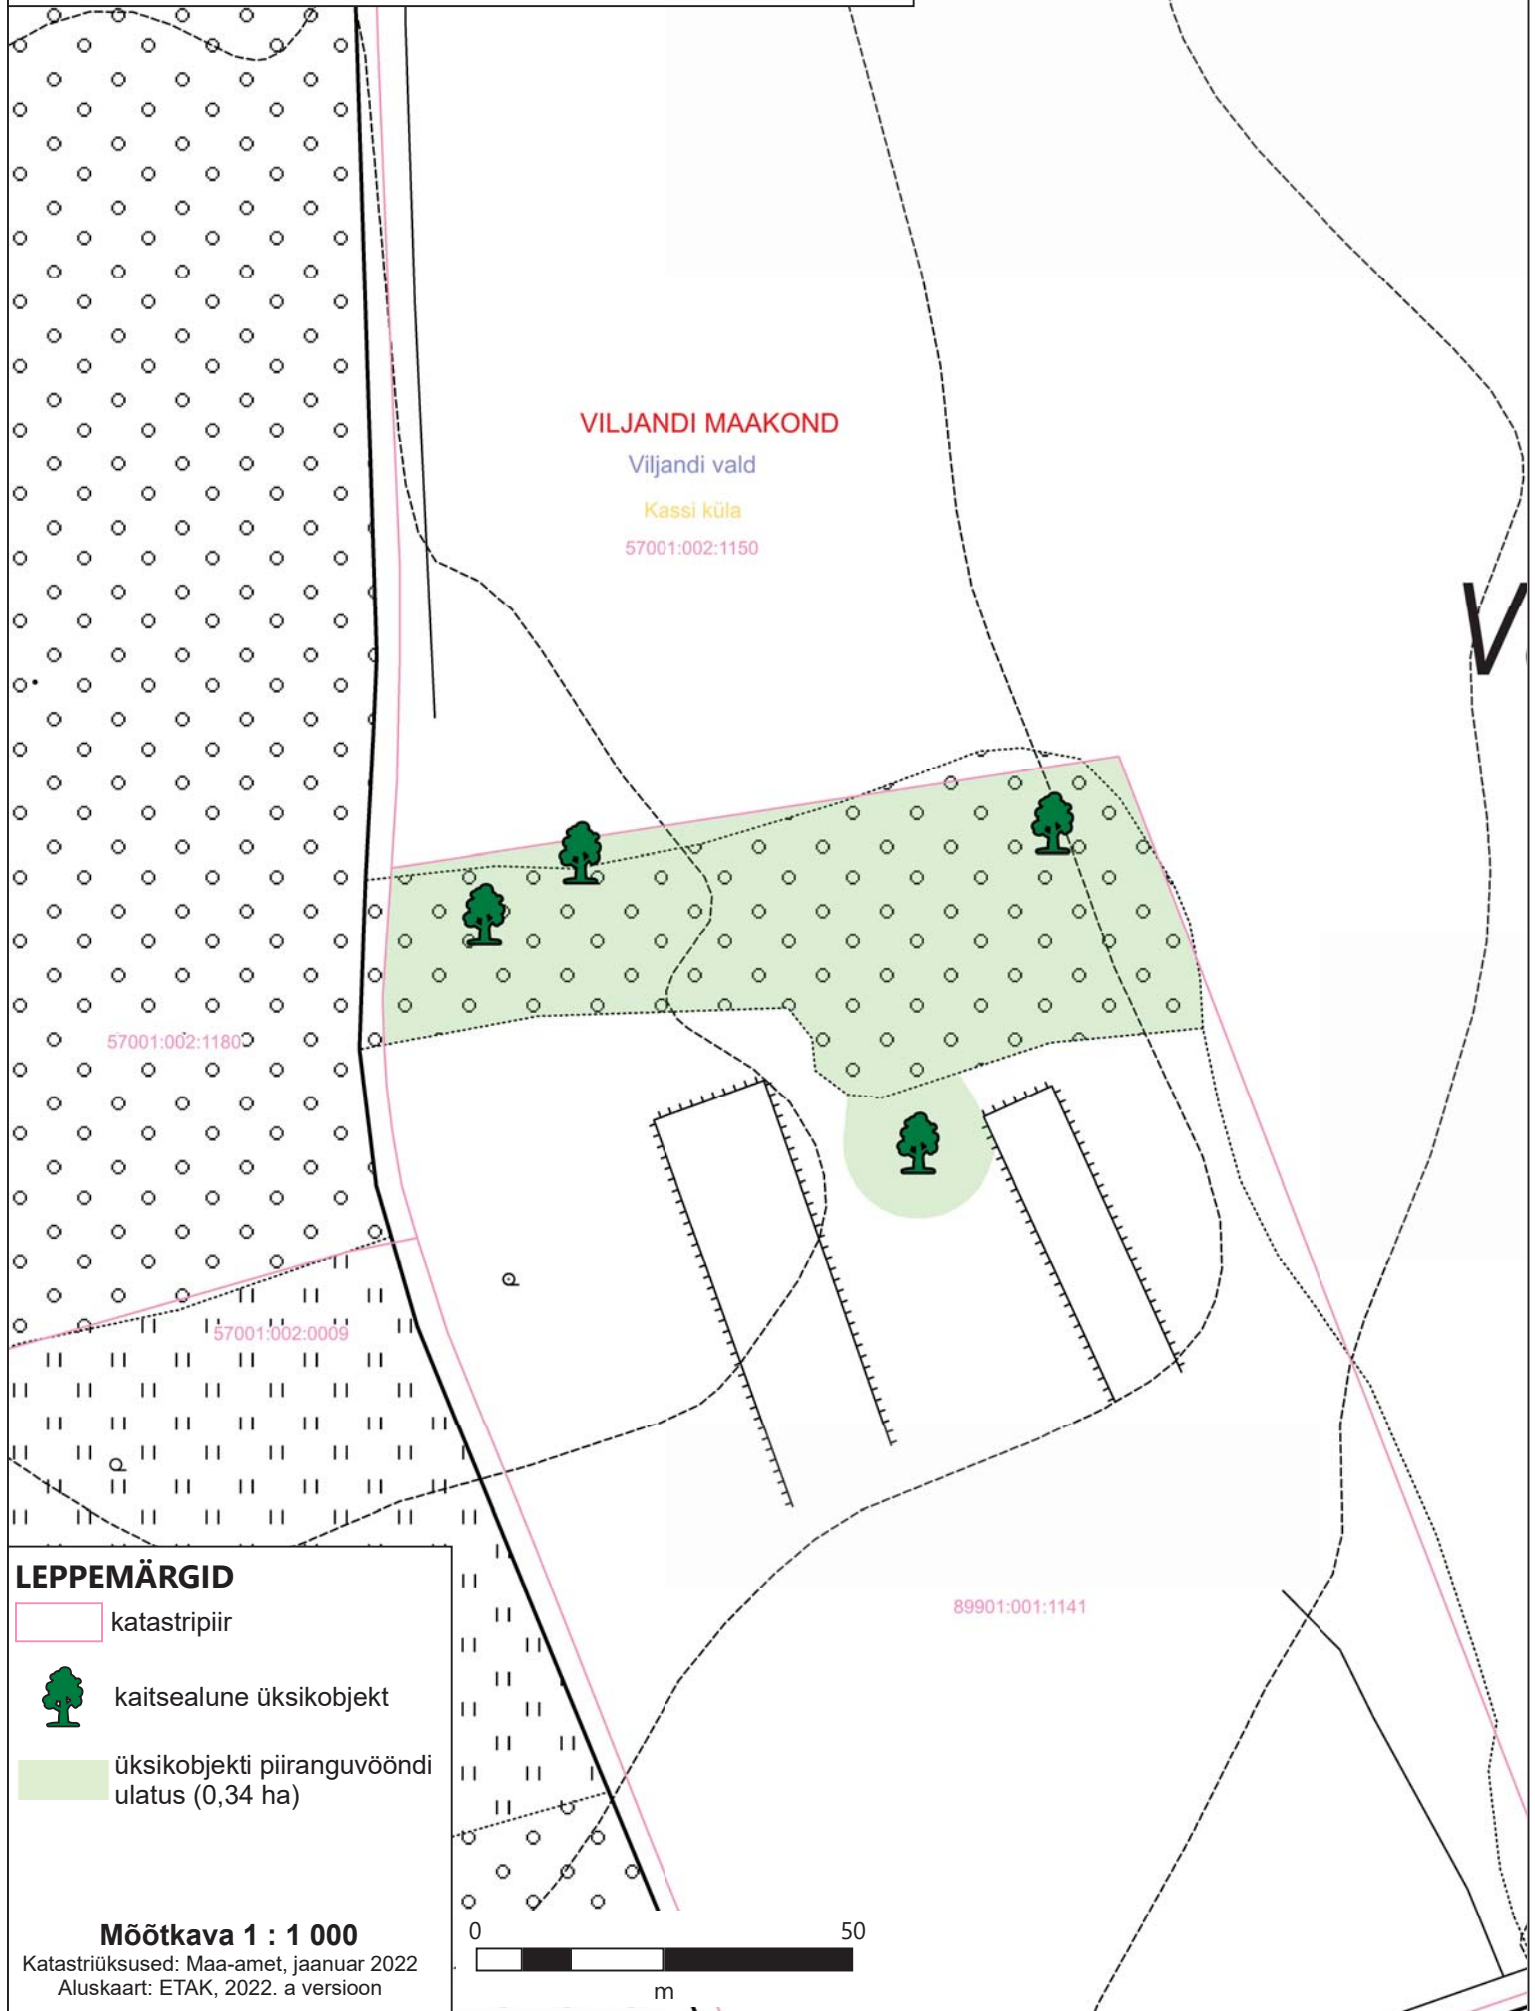 VILJANDI MAAKOND
Viljandi vald
Kassi küla
57001:002:1150
57001:002:1180
57001:002:0009
89901:001:1141
LEPPEMÄRGID
katastripiir
kaitsealune üksikobjekt
üksikobjekti piiranguvööndi
ulatus (0,34 ha)
Mõõtkava 1 : 1 000
Katastriüksused: Maa-amet, jaanuar 2022
Aluskaart: ETAK, 2022. a versioon
0 50
m